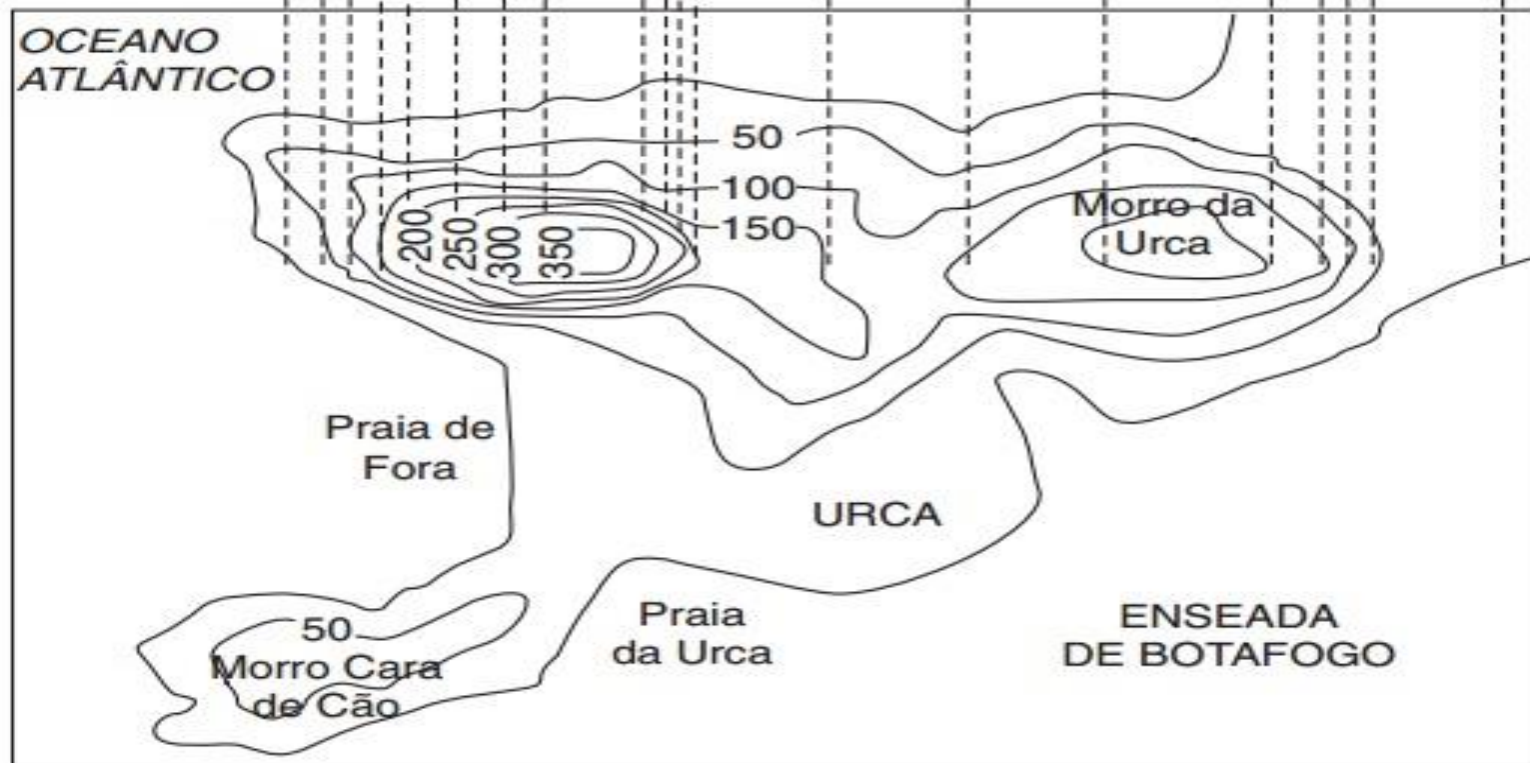 OCEANO
ATLÂNTICO
50
100
150
200
250
300
350
Morro da
Urca
Praia de
Fora
URCA
50
Morro Cara
de Cão
Praia
da Urca
ENSEADA
DE BOTAFOGO